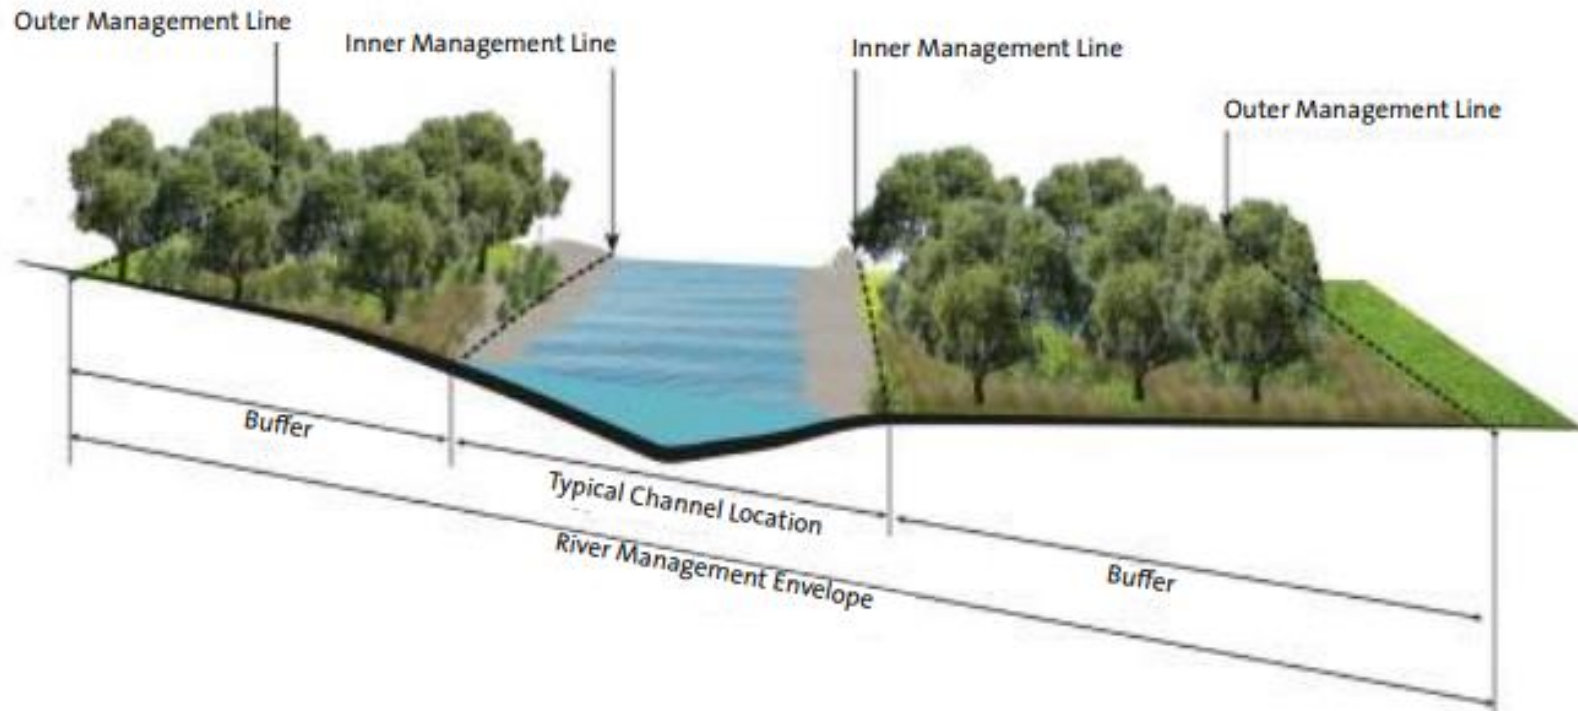 Outer Management Line
Inner Management Line
Inner Management Line
Outer Management Line
Buffer
Typical Channel Location
River Management Envelope
Buffer